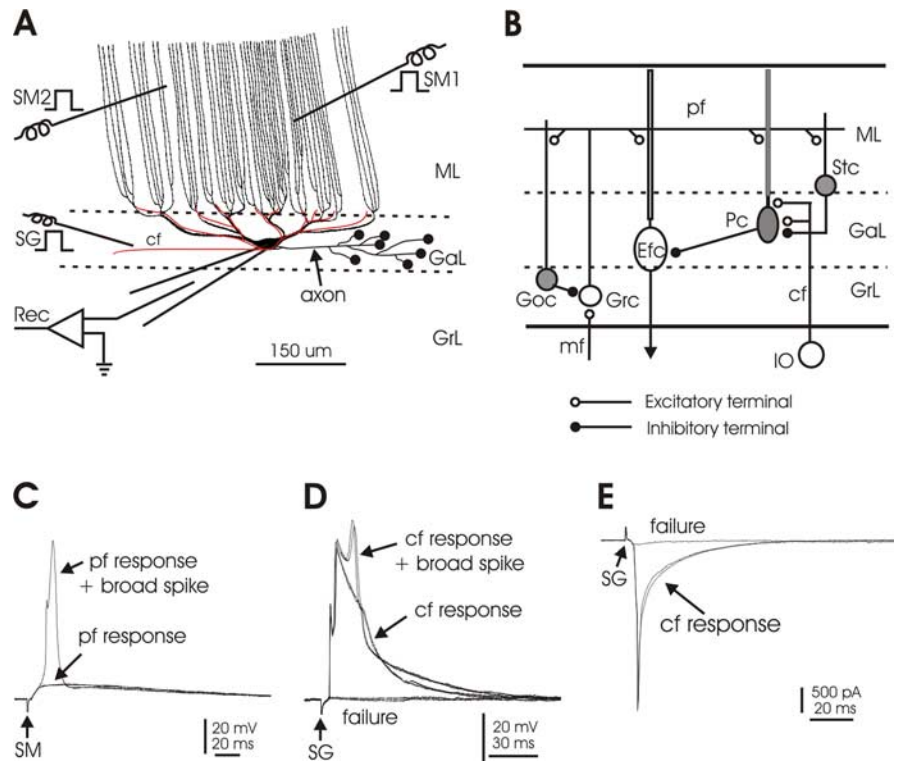 A
SM2
SM1
ML
cf
SG
GaL
axon
Rec
GrL
150 um
B
pf
ML
Stc
Pc
GaL
Efc
Goc
Grc
cf
GrL
mf
IO
Excitatory terminal
Inhibitory terminal
C
pf response
+ broad spike
pf response
SM
20 mV
20 ms
D
cf response
+ broad spike
cf response
failure
SG
20 mV
30 ms
E
failure
SG
cf response
500 pA
20 ms